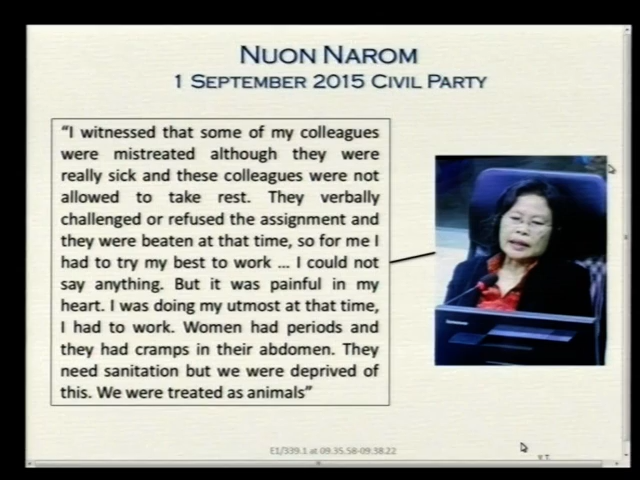 NUON NAROM
1 SEPTEMBER 2015 CIVIL PARTY
“I witnessed that some of my colleagues
were mistreated although they were
really sick and these colleagues were not
allowed to take rest. They verbally
challenged or refused the assignment and
they were beaten at that time, so for me I
had to try my best to work ... I could not
say anything. But it was painful in my
heart. I was doing my utmost at that time,
I had to work. Women had periods and
they had cramps in their abdomen. They
need sanitation but we were deprived of
this. We were treated as animals”
E1/339.1 at 09.35.58-09.38.22